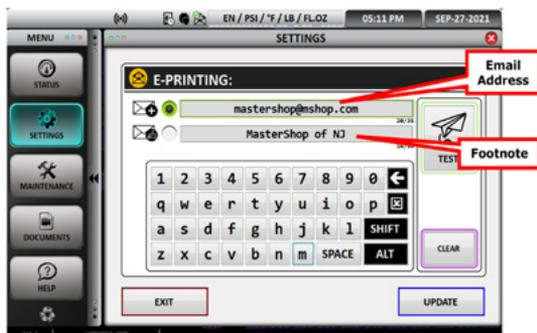 EN / PSI / °F / LB / FL.OZ
05:11 PM
SEP-27-2021
MENU
SETTINGS
STATUS
SETTINGS
MAINTENANCE
DOCUMENTS
HELP
E-PRINTING:
mastershop@mshop.com
20/35
MasterShop of NJ
Email Address
Footnote
TEST
1 2 3 4 5 6 7 8 9 0
q w e r t y u i o p
a s d f g h j k l SHIFT
z x c v b n m SPACE ALT
CLEAR
EXIT
UPDATE